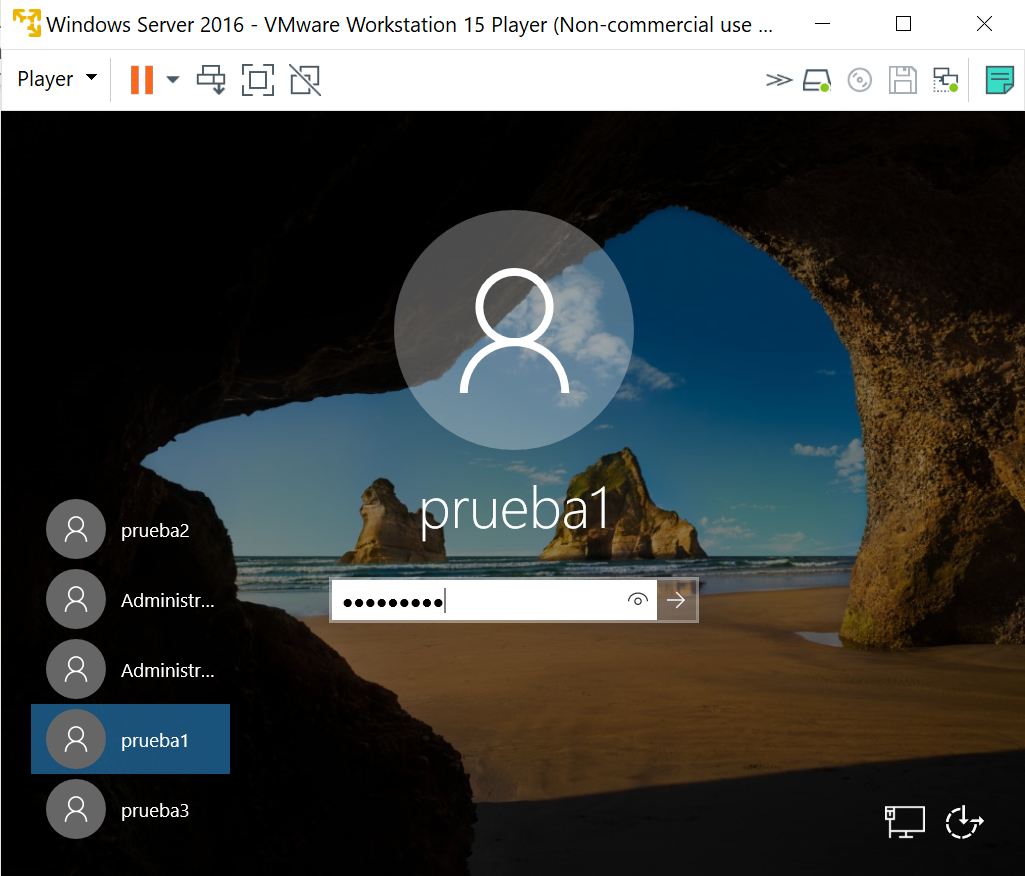 Windows Server 2016 - VMware Workstation 15 Player (Non-commercial use ...
Player
prueba1
prueba2
Administr...
Administr...
prueba1
prueba3